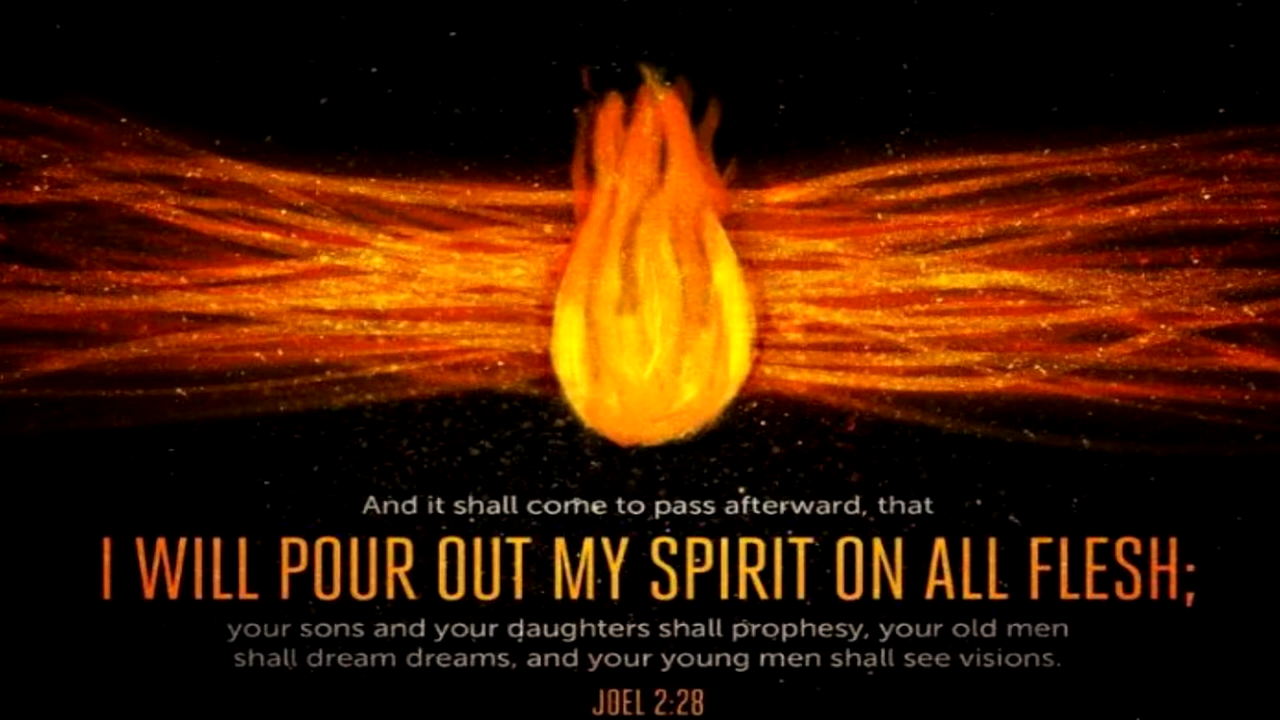 And it shall come to pass afterward, that
I WILL POUR OUT MY SPIRIT ON ALL FLESH;
your sons and your daughters shall prophesy, your old men
shall dream dreams, and your young men shall see visions.
JOEL 2:28